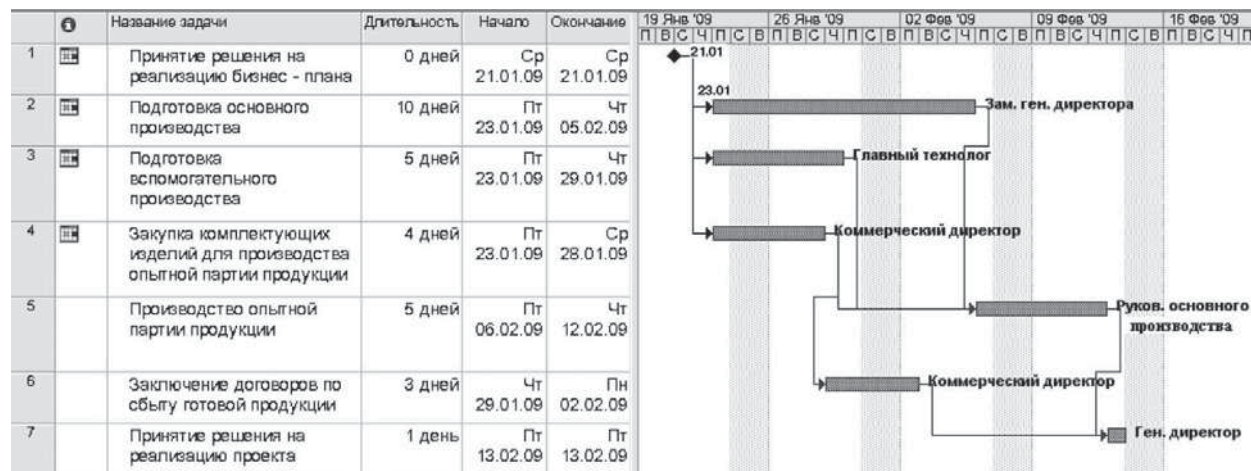 Название задачи Длительность Начало Окончание 19 Янв '09 26 Янв '09 02 Фев '09 09 Фев '09 16 Фев '09
П В С Ч П С В П В С Ч П С В П В С Ч П С В П В С Ч П С В П В С Ч П
1 Принятие решения на 0 дней Ср Ср 21.01
реализацию бизнес - плана 21.01.09 21.01.09
23.01
2 Подготовка основного 10 дней Пт Чт Зам. ген. директора
производства 23.01.09 05.02.09
3 Подготовка 5 дней Пт Чт Главный технолог
вспомогательного 23.01.09 29.01.09
производства
4 Закупка комплектующих 4 дней Пт Ср Коммерческий директор
изделий для производства 23.01.09 28.01.09
опытной партии продукции
5 Производство опытной 5 дней Пт Чт Руков. основного
партии продукции 06.02.09 12.02.09 производства
6 Заключение договоров по 3 дней Чт Пн Коммерческий директор
сбыту готовой продукции 29.01.09 02.02.09
7 Принятие решения на 1 день Пт Пт Ген. директор
реализацию проекта 13.02.09 13.02.09